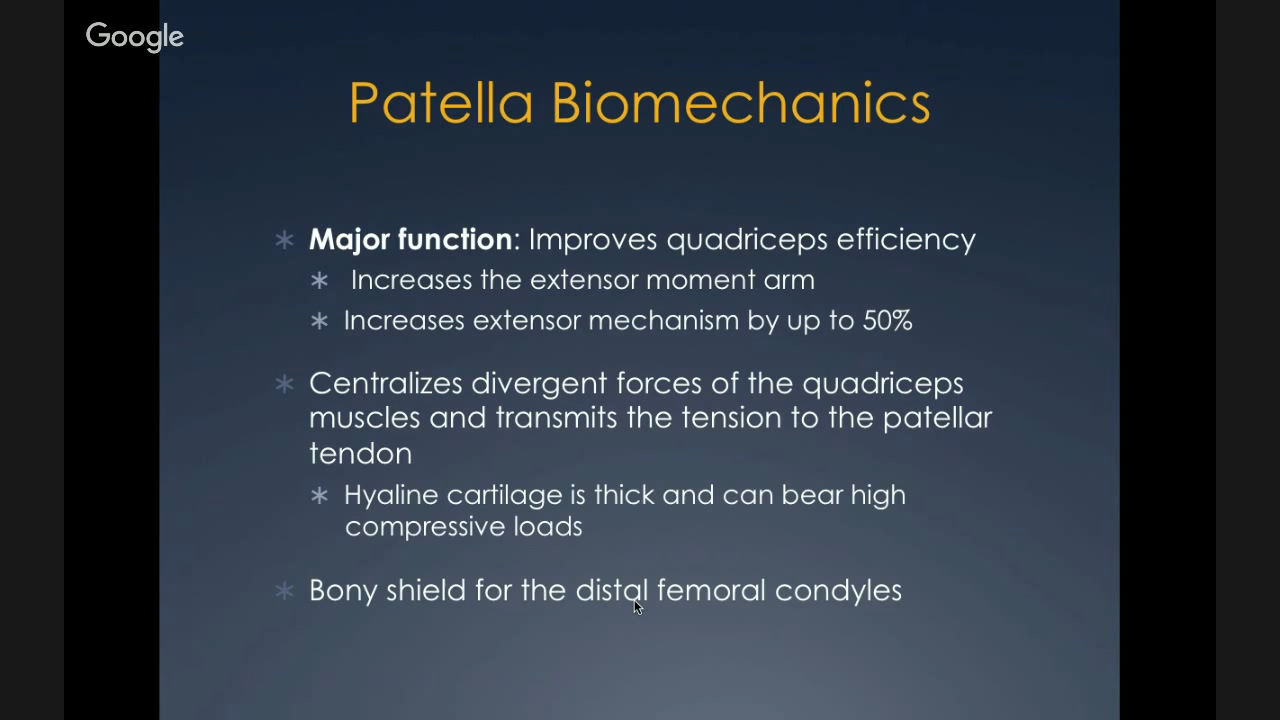 Google
Patella Biomechanics
* Major function: Improves quadriceps efficiency
* Increases the extensor moment arm
* Increases extensor mechanism by up to 50%
* Centralizes divergent forces of the quadriceps
muscles and transmits the tension to the patellar
tendon
* Hyaline cartilage is thick and can bear high
compressive loads
* Bony shield for the distal femoral condyles